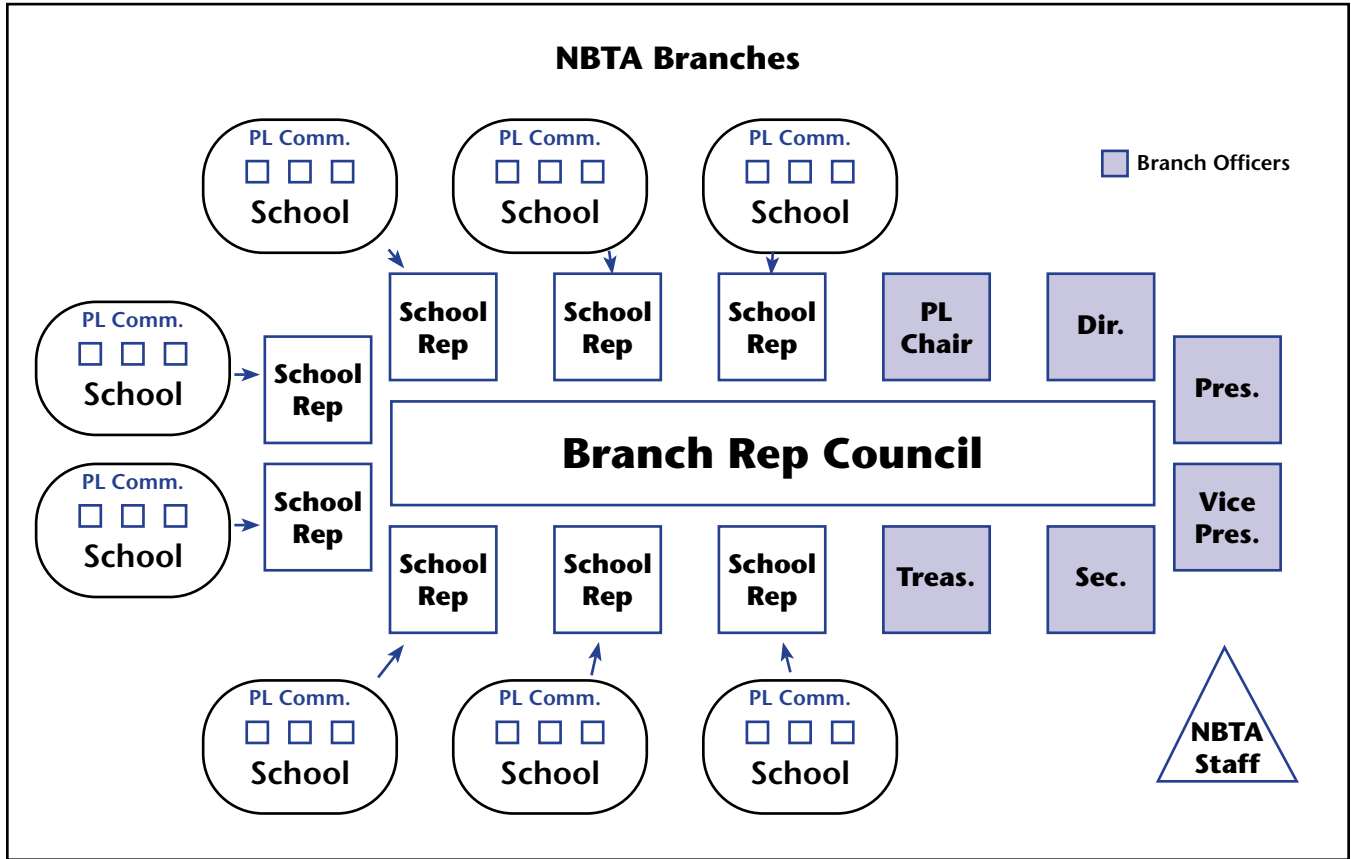 NBTA Branches
PL Comm.
School
PL Comm.
School
PL Comm.
School
Branch Officers
School
Rep
School
Rep
School
Rep
PL
Chair
Dir.
PL Comm.
School
School
Rep
Pres.
Branch Rep Council
PL Comm.
School
School
Rep
Vice
Pres.
School
Rep
School
Rep
School
Rep
Treas.
Sec.
PL Comm.
School
PL Comm.
School
PL Comm.
School
NBTA
Staff